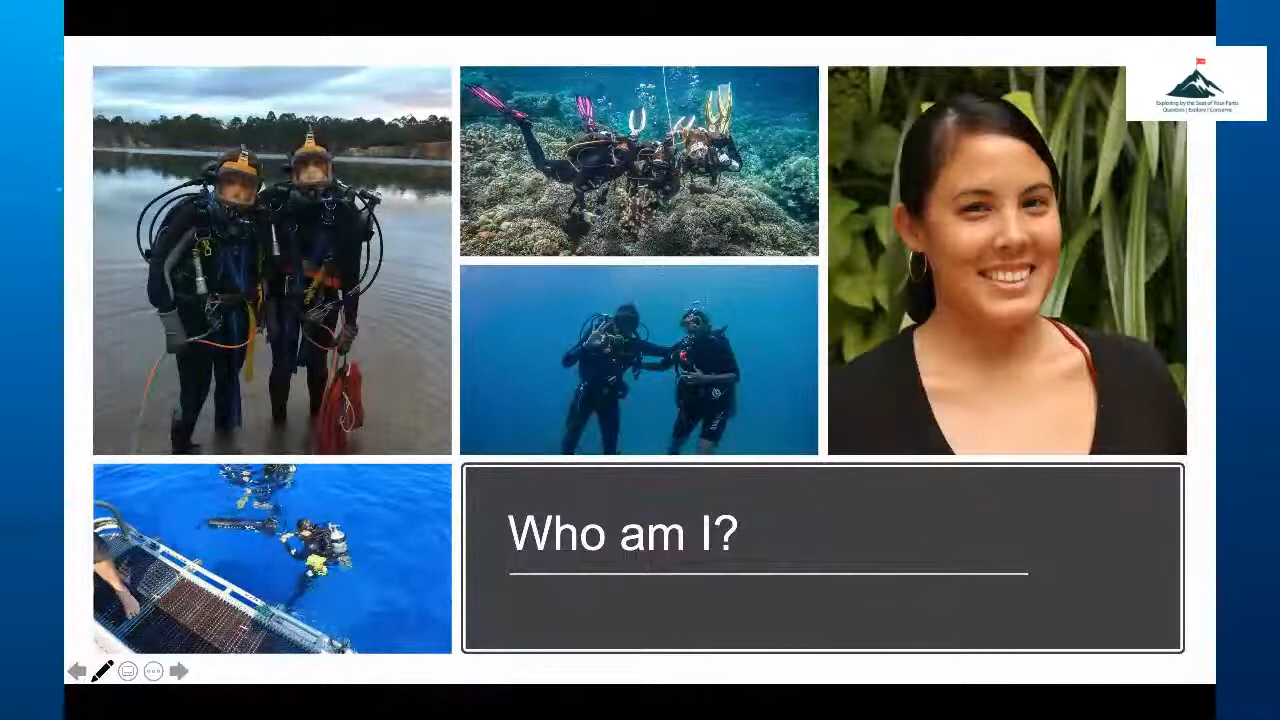 Exploring by the Seat of Your Pants
Question | Explore | Conserve
Who am I?